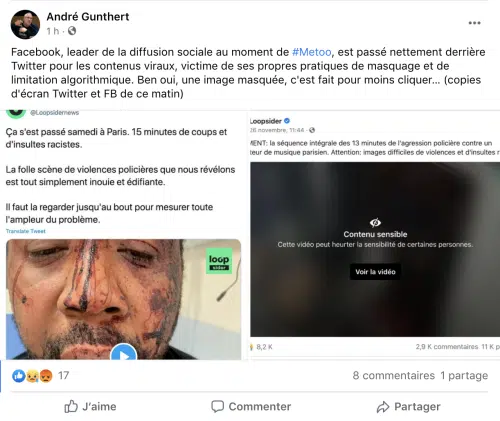 André Gunthert
1 h ·
Facebook, leader de la diffusion sociale au moment de #Metoo, est passé nettement derrière
Twitter pour les contenus viraux, victime de ses propres pratiques de masquage et de
limitation algorithmique. Ben oui, une image masquée, c'est fait pour moins cliquer... (copies
d'écran Twitter et FB de ce matin)
@Loopsidernews
Ça s'est passé samedi à Paris. 15 minutes de coups et
d'insultes racistes.
La folle scène de violences policières que nous révélons
est tout simplement inouie et édifiante.
Il faut la regarder jusqu'au bout pour mesurer toute
l'ampleur du problème.
Translate Tweet
loop
sider
Loopsider
26 novembre, 11:44 ·
MENT: la séquence intégrale des 13 minutes de l'agression policière contre un
teur de musique parisien. Attention: images difficiles de violences et d'insultes r
Contenu sensible
Cette vidéo peut heurter la sensibilité de certaines personnes.
Voir la vidéo
8,2 K
2,9 K commentaires 11 K p
17
8 commentaires 1 partage
J'aime
Commenter
Partager